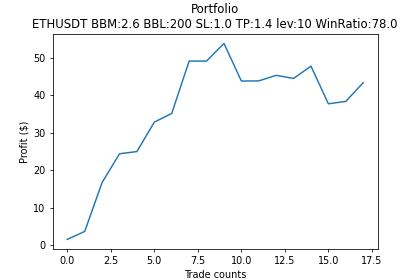 Portfolio
ETHUSDT BBM:2.6 BBL:200 SL:1.0 TP:1.4 lev:10 WinRatio:78.0
50
40
30
20
10
0
Profit ($)
0.0 2.5 5.0 7.5 10.0 12.5 15.0 17.5
Trade counts